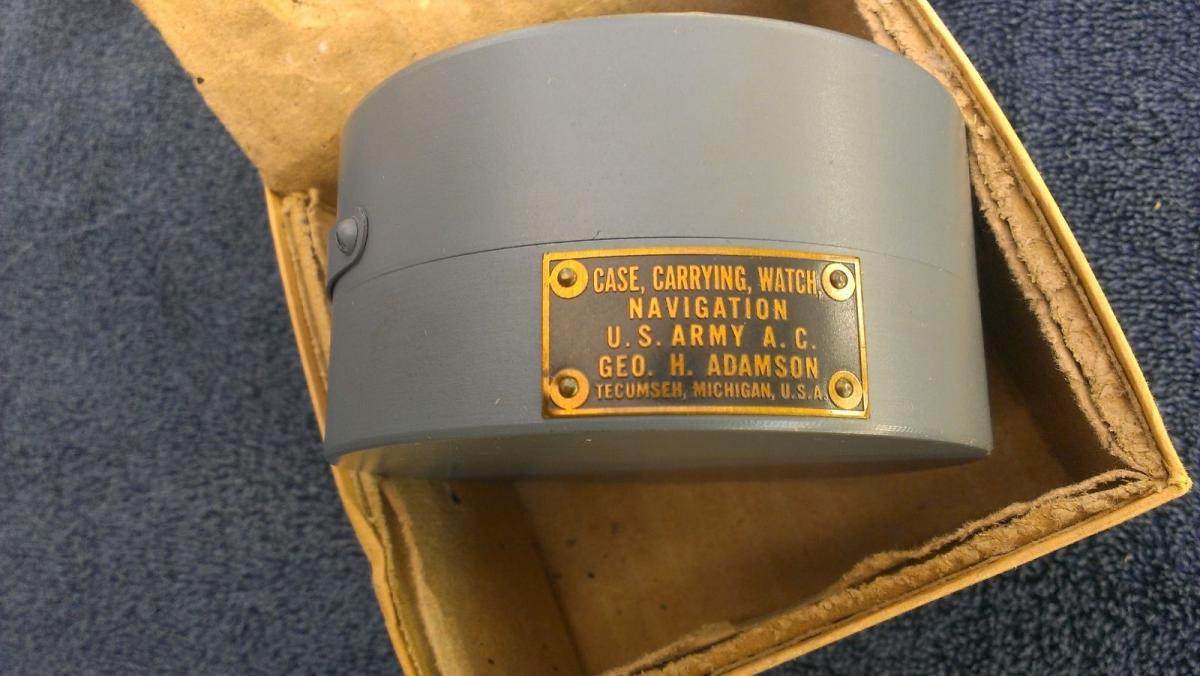 CASE, CARRYING, WATCH,
NAVIGATION
U.S. ARMY A.C.
GEO. H. ADAMSON
TECUMSEH, MICHIGAN, U.S.A.